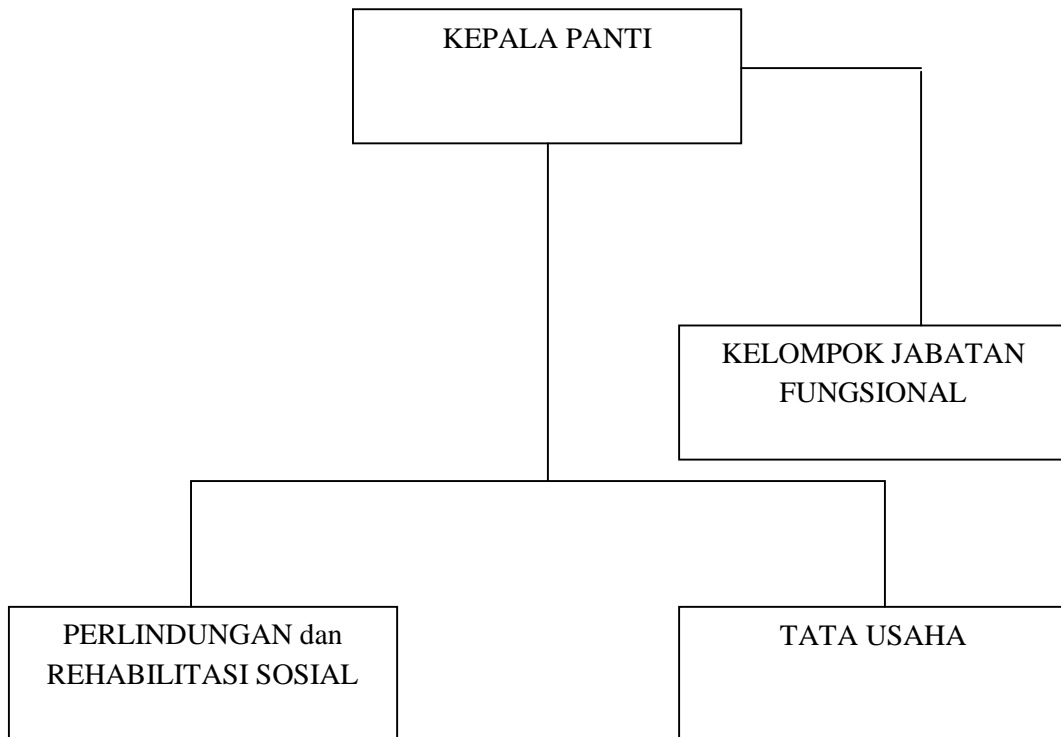 KEPALA PANTI
KELOMPOK JABATAN
FUNGSIONAL
PERLINDUNGAN dan
REHABILITASI SOSIAL
TATA USAHA